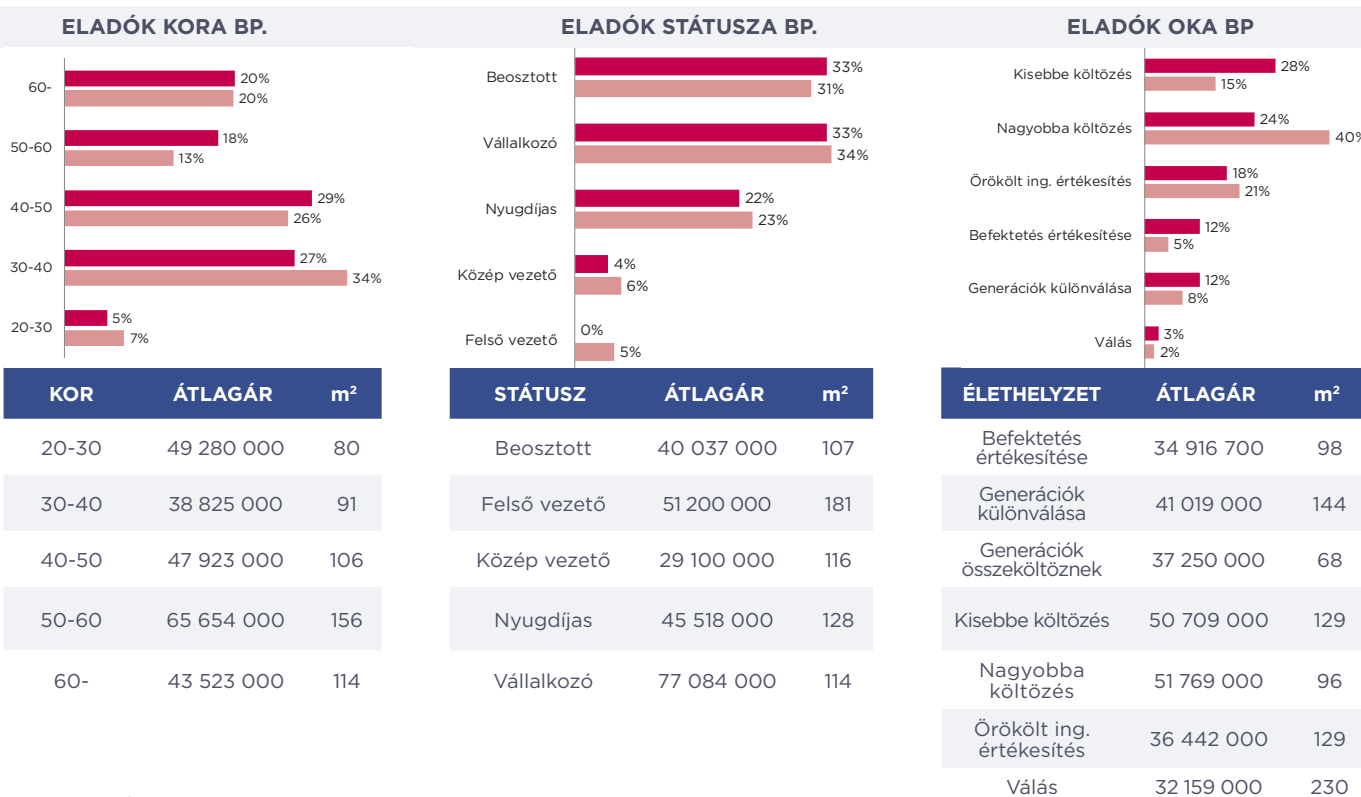 ELADÓK KORA BP.
60-
20%
20%
50-60
18%
13%
40-50
29%
26%
30-40
27%
34%
20-30
5%
7%
KOR ÁTLAGÁR m²
20-30 49 280 000 80
30-40 38 825 000 91
40-50 47 923 000 106
50-60 65 654 000 156
60- 43 523 000 114
ELADÓK STÁTUSZA BP.
Beosztott
33%
31%
Vállalkozó
33%
34%
Nyugdíjas
22%
23%
Közép vezető
4%
6%
Felső vezető
0%
5%
STÁTUSZ ÁTLAGÁR m²
Beosztott 40 037 000 107
Felső vezető 51 200 000 181
Közép vezető 29 100 000 116
Nyugdíjas 45 518 000 128
Vállalkozó 77 084 000 114
ELADÓK OKA BP
Kisebbe költözés
28%
15%
Nagyobba költözés
24%
40%
Örökölt ing. értékesítés
18%
21%
Befektetés értékesítése
12%
5%
Generációk különválása
12%
8%
Válás
3%
2%
ÉLETHELYZET ÁTLAGÁR m²
Befektetés
értékesítése 34 916 700 98
Generációk
különválása 41 019 000 144
Generációk
összeköltöznek 37 250 000 68
Kisebbe költözés 50 709 000 129
Nagyobba
költözés 51 769 000 96
Örökölt ing.
értékesítés 36 442 000 129
Válás 32 159 000 230